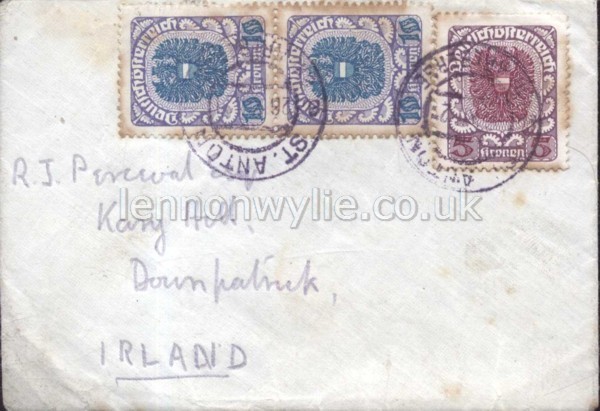 Deutschösterreich
10 Kronen 10
Deutschösterreich
10 Kronen 10
Deutschösterreich
5 Kronen 5
ST. ANTON
R. J. Perceval Esq
lennonwylie.co.uk
Downpatrick,
IRLAND